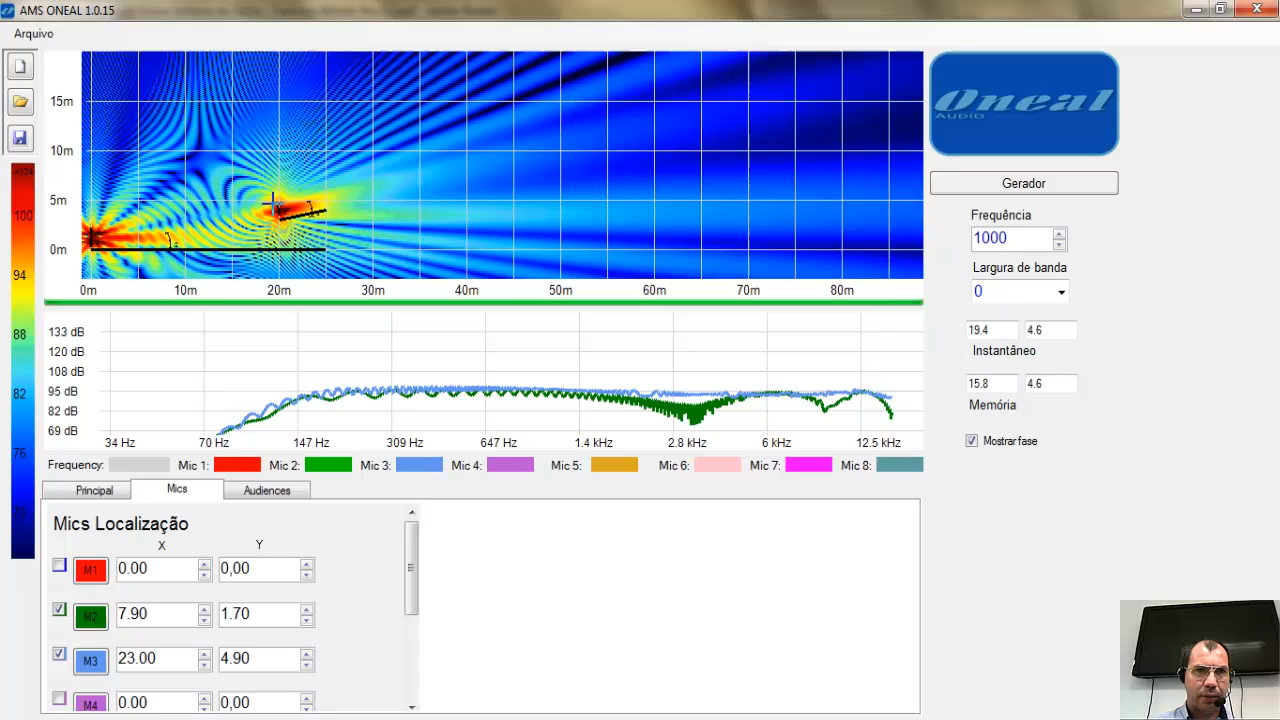 AMS ONEAL 1.0.15
Arquivo
15m
10m
5m
0m
0m 10m 20m 30m 40m 50m 60m 70m 80m
100
94
88
82
76
Oneal
AUDIO
Gerador
Frequência
1000
Largura de banda
0
19.4 4.6
Instantâneo
15.8 4.6
Memória
Mostrar fase
133 dB
120 dB
108 dB
95 dB
82 dB
69 dB
34 Hz 70 Hz 147 Hz 309 Hz 647 Hz 1.4 kHz 2.8 kHz 6 kHz 12.5 kHz
Frequency: Mic 1: Mic 2: Mic 3: Mic 4: Mic 5: Mic 6: Mic 7: Mic 8:
Principal Mics Audiences
Mics Localização
X Y
M1 0.00 0,00
M2 7.90 1.70
M3 23.00 4.90
M4 0.00 0,00